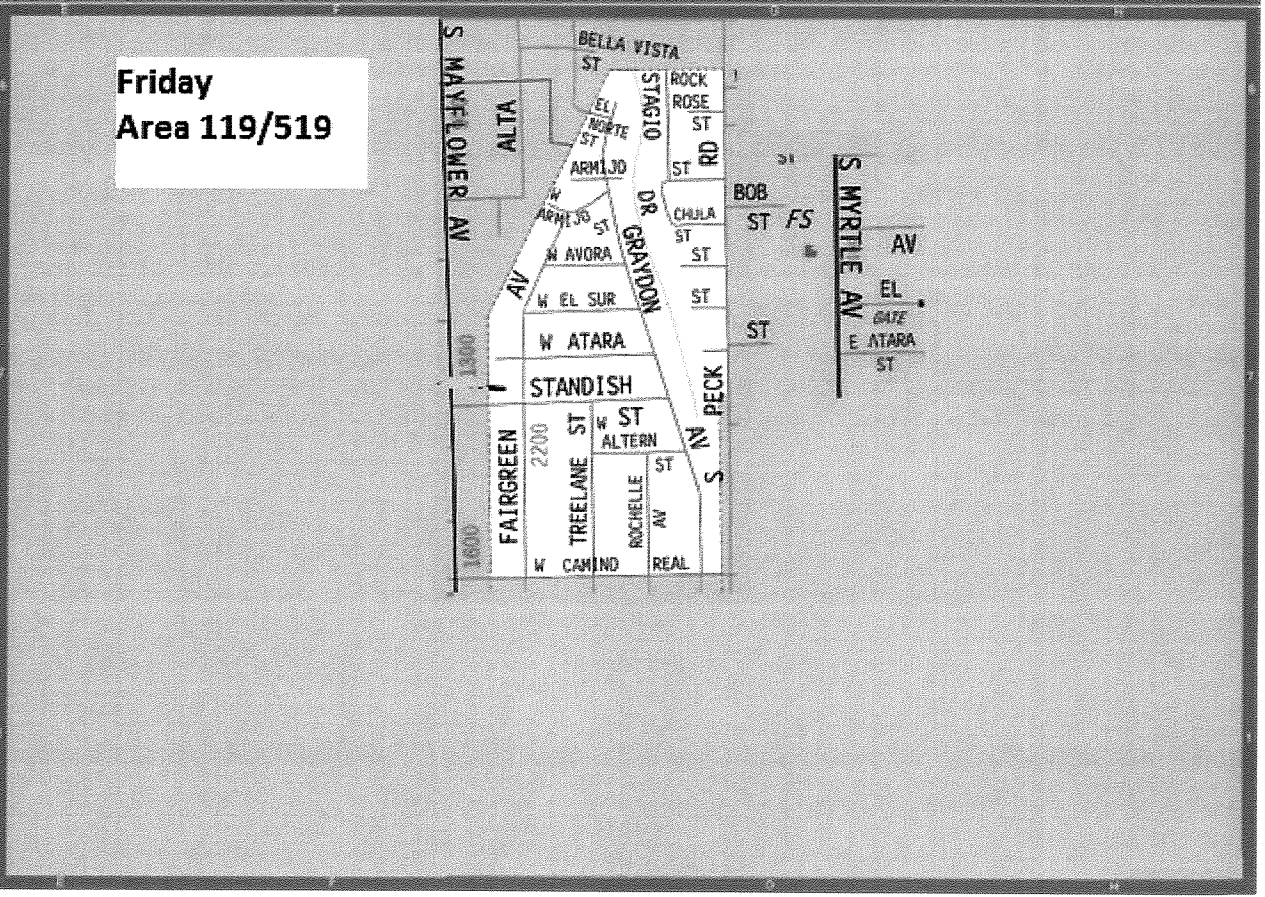 Friday
Area 119/519
S MAYFLOWER AV
ALTA
BELLA VISTA
ST
STAGIO
DR
ROCK
ROSE
ST
RD
EL
NORTE
ST
ARMIJO
ST
W
ARMIJO
ST
CHULA
ST
BOB
ST
FS
ST
S MYRTLE AV
AV
EL
GATE
E ATARA
ST
GRAYDON
AV
W AVORA
ST
W EL SUR
ST
W ATARA
ST
AV
1300
STANDISH
ST
S PECK
FAIRGREEN
2200
TREELANE ST
W
ALTERN
ST
ROCHELLE
AV
1600
W CAMINO REAL